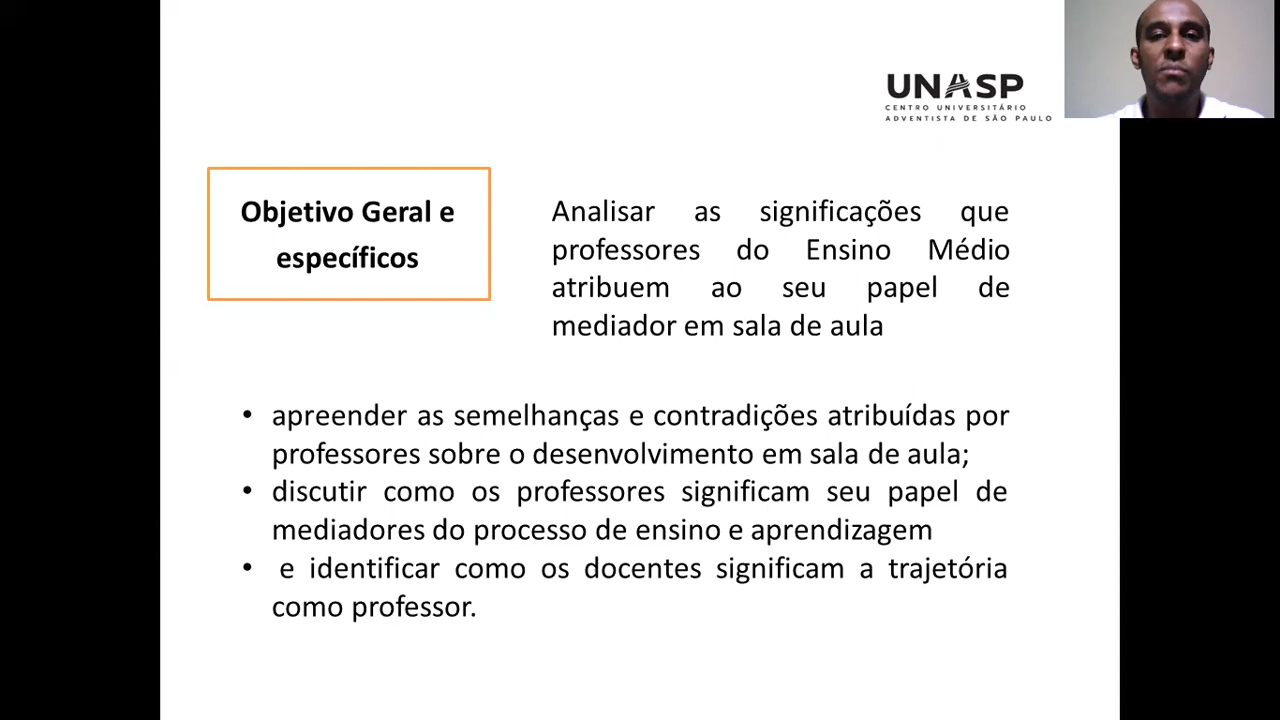 UNASP
CENTRO UNIVERSITÁRIO
ADVENTISTA DE SÃO PAULO
Objetivo Geral e
específicos
Analisar as significações que
professores do Ensino Médio
atribuem ao seu papel de
mediador em sala de aula
• apreender as semelhanças e contradições atribuídas por
professores sobre o desenvolvimento em sala de aula;
• discutir como os professores significam seu papel de
mediadores do processo de ensino e aprendizagem
• e identificar como os docentes significam a trajetória
como professor.